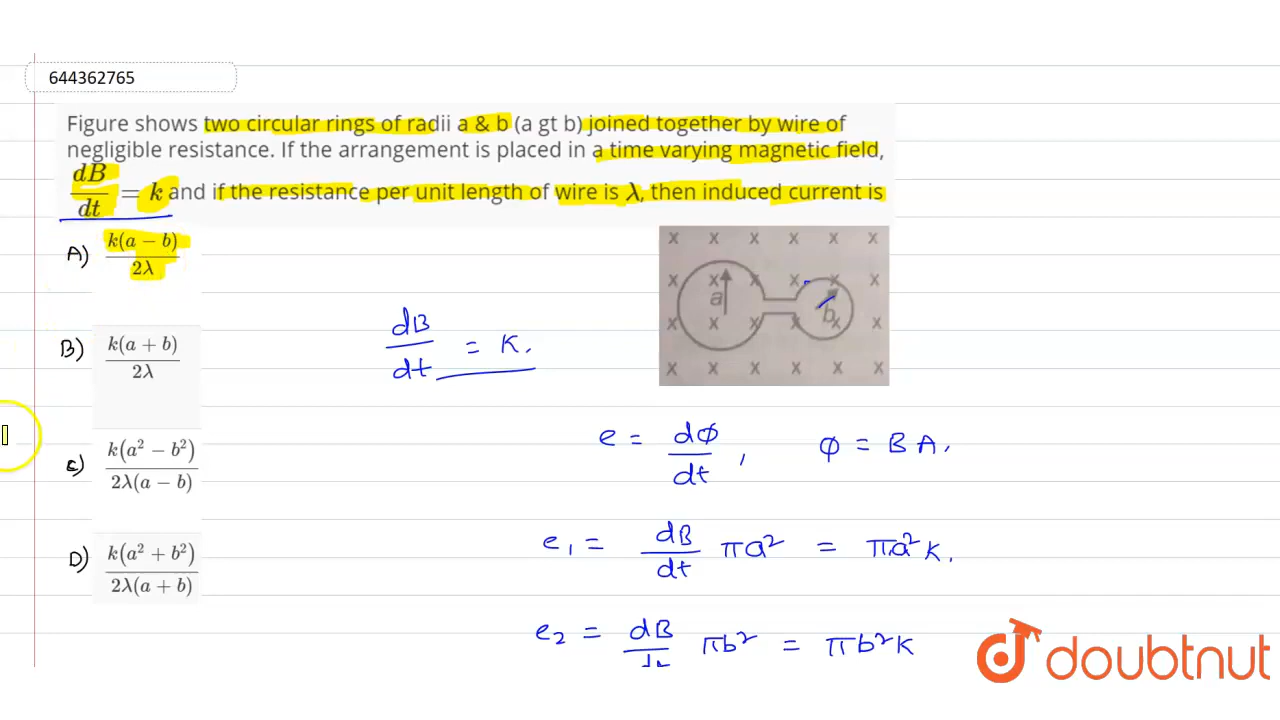 644362765
Figure shows two circular rings of radii a & b (a gt b) joined together by wire of
negligible resistance. If the arrangement is placed in a time varying magnetic field,
dB/dt = k and if the resistance per unit length of wire is λ, then induced current is
A) k(a − b)/2λ
B) k(a + b)/2λ
C) k(a² − b²)/2λ(a − b)
D) k(a² + b²)/2λ(a + b)
x x x x x x
x x x x x x
a
b
x x x x x x
x x x x x x
dB/dt = K.
e = dφ/dt, φ = BA.
e₁ = dB/dt πa² = πa²K.
e₂ = dB/dt πb² = πb²K
doubtnut